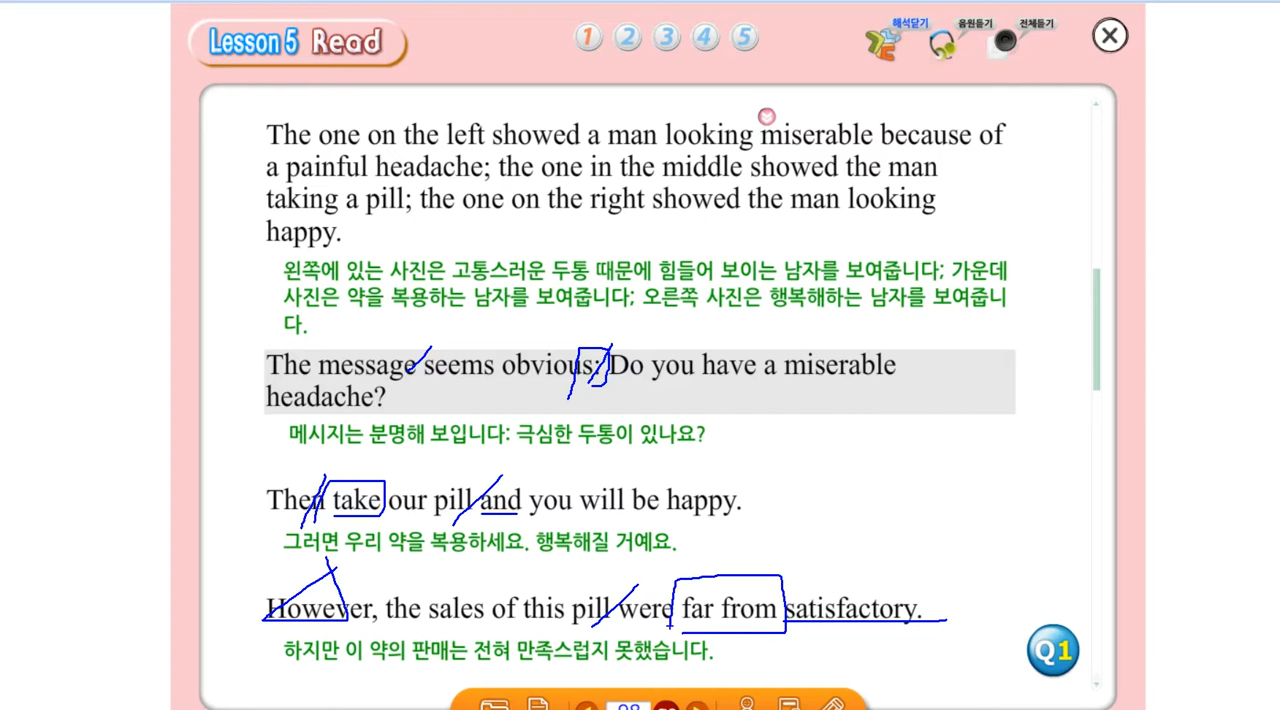 Lesson 5 Read
1 2 3 4 5
해석닫기 음원듣기 전체듣기
The one on the left showed a man looking miserable because of
a painful headache; the one in the middle showed the man
taking a pill; the one on the right showed the man looking
happy.
왼쪽에 있는 사진은 고통스러운 두통 때문에 힘들어 보이는 남자를 보여줍니다; 가운데
사진은 약을 복용하는 남자를 보여줍니다; 오른쪽 사진은 행복해하는 남자를 보여줍니
다.
The message seems obvious: Do you have a miserable
headache?
메시지는 분명해 보입니다: 극심한 두통이 있나요?
Then take our pill and you will be happy.
그러면 우리 약을 복용하세요. 행복해질 거예요.
However, the sales of this pill were far from satisfactory.
하지만 이 약의 판매는 전혀 만족스럽지 못했습니다.
Q1